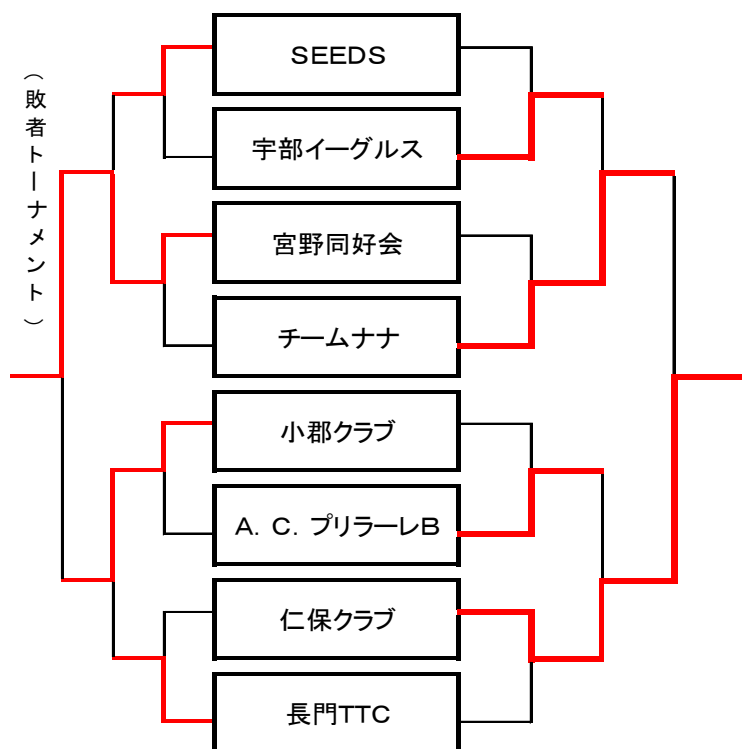 （敗者トーナメント）
SEEDS
宇部イーグルス
宮野同好会
チームナナ
小郡クラブ
A．C．プリラーレB
仁保クラブ
長門TTC